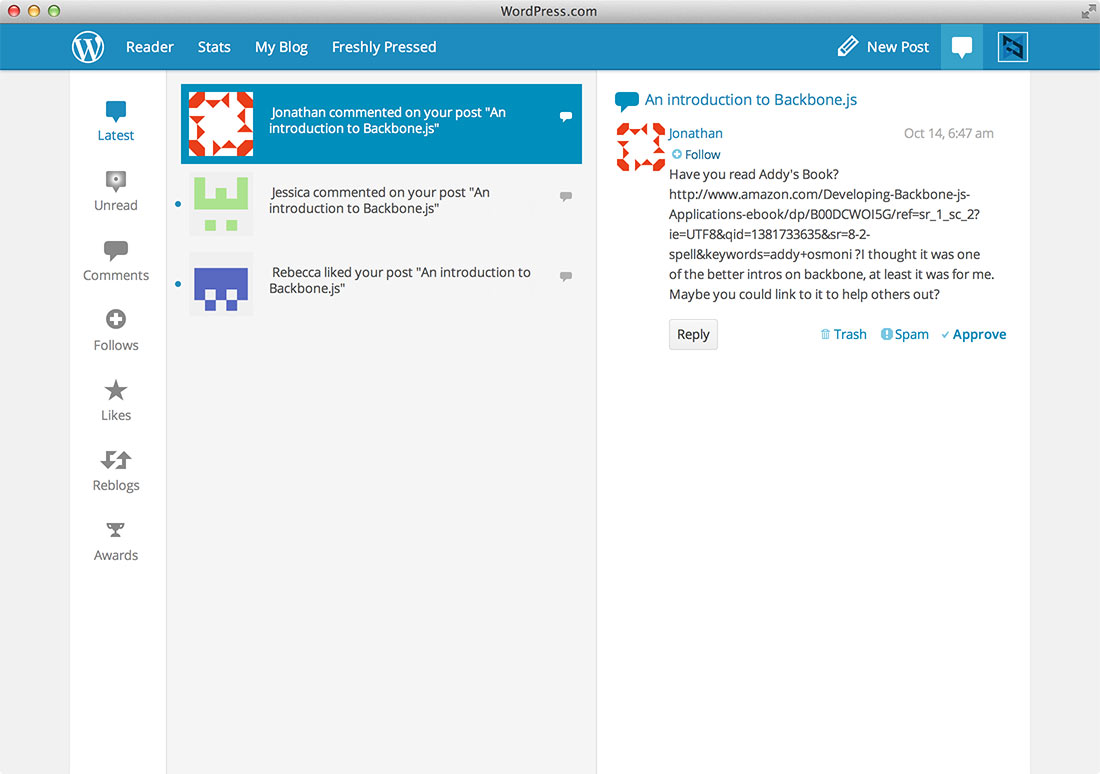 WordPress.com
Reader Stats My Blog Freshly Pressed New Post
Latest
Unread
Comments
Follows
Likes
Reblogs
Awards
Jonathan commented on your post "An
introduction to Backbone.js"
Jessica commented on your post "An
introduction to Backbone.js"
Rebecca liked your post "An introduction to
Backbone.js"
An introduction to Backbone.js
Jonathan Oct 14, 6:47 am
Follow
Have you read Addy's Book?
http://www.amazon.com/Developing-Backbone-js-
Applications-ebook/dp/B00DCWOI5G/ref=sr_1_sc_2?
ie=UTF8&qid=1381733635&sr=8-2-
spell&keywords=addy+osmoni ?I thought it was one
of the better intros on backbone, at least it was for me.
Maybe you could link to it to help others out?
Reply Trash Spam Approve